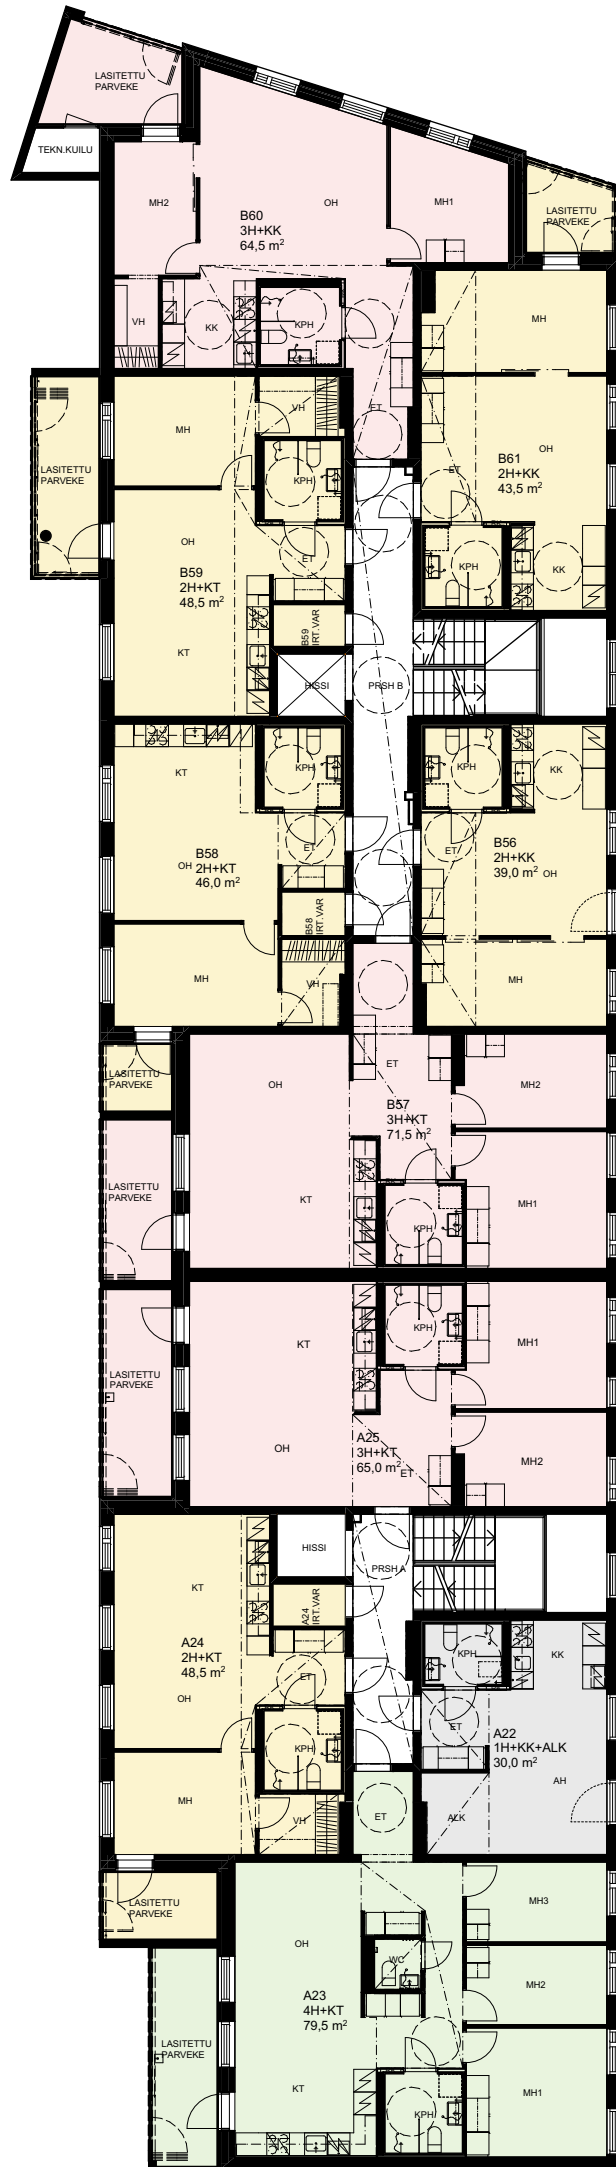 LASITETTU
PARVEKE
TEKN.KUILU
MH2
OH
MH1
B60
3H+KK
64,5 m²
LASITETTU
PARVEKE
VH
KK
KPH
ET
MH
MH
VH
LASITETTU
PARVEKE
KPH
OH
B61
2H+KK
43,5 m²
ET
OH
B59
2H+KT
48,5 m²
ET
KPH
KK
KT
B59
IRT.VAR
HISSI
PRSH B
KT
KPH
KPH
KK
B58
2H+KT
46,0 m²
OH
ET
B56
2H+KK
39,0 m²
OH
ET
B58
IRT.VAR
MH
VH
MH
LASITETTU
PARVEKE
OH
ET
MH2
B57
3H+KT
71,5 m²
LASITETTU
PARVEKE
KT
MH1
KPH
KT
KPH
MH1
LASITETTU
PARVEKE
A25
3H+KT
65,0 m²
OH
ET
MH2
HISSI
PRSH A
KT
A24
IRT.VAR
A24
2H+KT
48,5 m²
OH
ET
KPH
KK
ET
A22
1H+KK+ALK
30,0 m²
KPH
MH
VH
ET
ALK
AH
LASITETTU
PARVEKE
MH3
OH
WC
MH2
A23
4H+KT
79,5 m²
LASITETTU
PARVEKE
KT
KPH
MH1